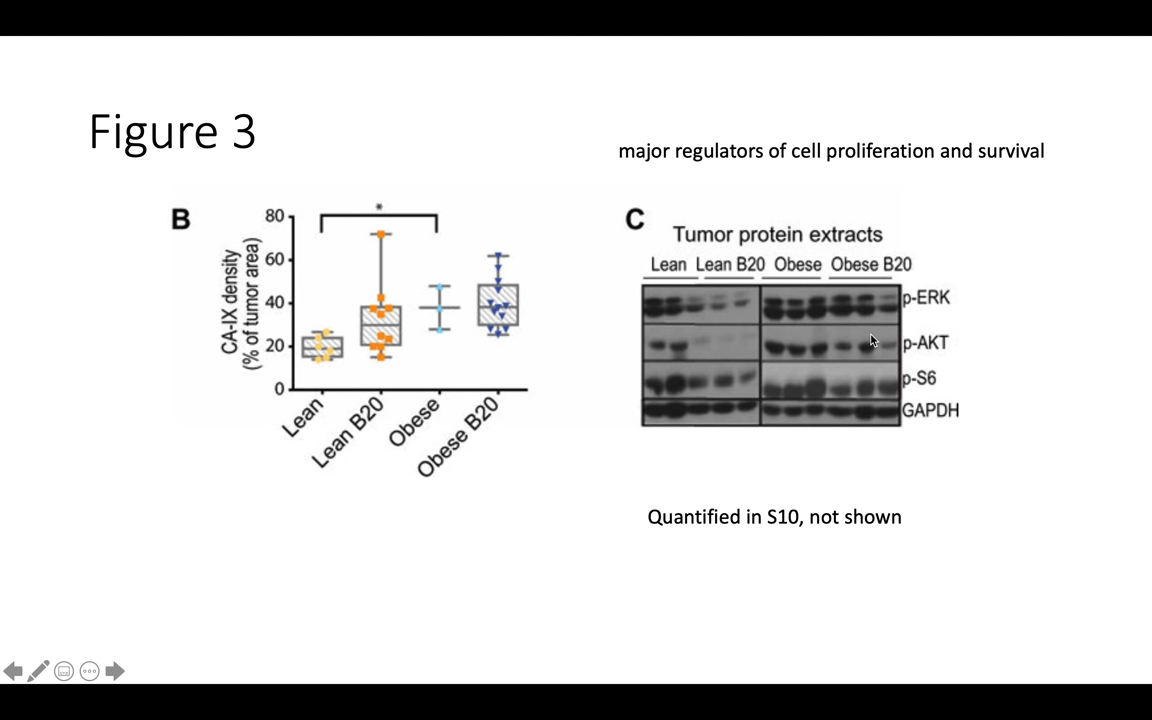 Figure 3
major regulators of cell proliferation and survival
B
CA-IX density
(% of tumor area)
80
60
40
20
0
*
Lean
Lean B20
Obese
Obese B20
C
Tumor protein extracts
Lean Lean B20 Obese Obese B20
p-ERK
p-AKT
p-S6
GAPDH
Quantified in S10, not shown